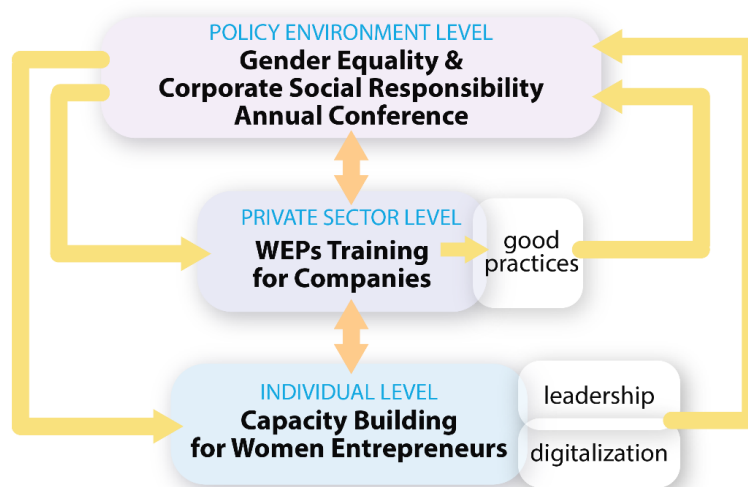 POLICY ENVIRONMENT LEVEL
Gender Equality &
Corporate Social Responsibility
Annual Conference
PRIVATE SECTOR LEVEL
WEPs Training
for Companies
good
practices
INDIVIDUAL LEVEL
Capacity Building
for Women Entrepreneurs
leadership
digitalization